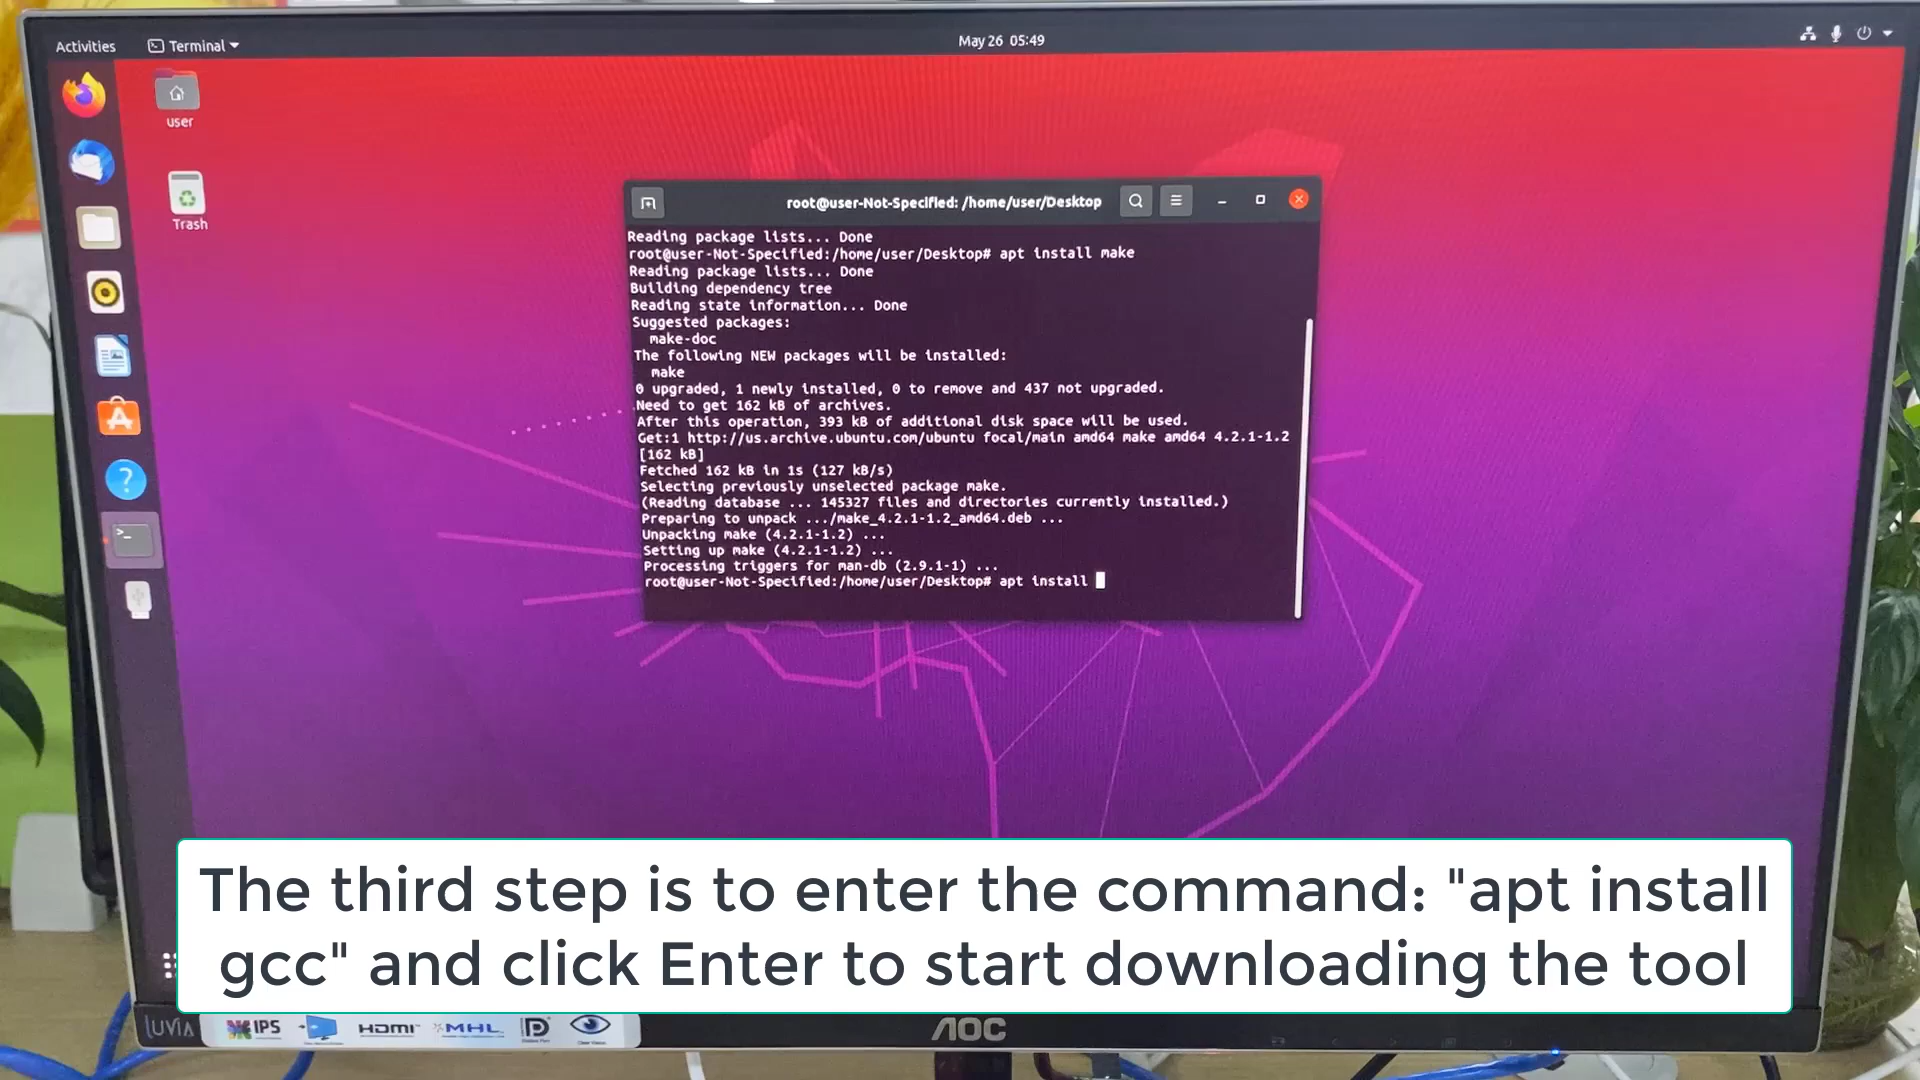 Activities Terminal May 26 05:49
user
Trash
root@user-Not-Specified: /home/user/Desktop
Reading package lists... Done
root@user-Not-Specified:/home/user/Desktop# apt install make
Reading package lists... Done
Building dependency tree
Reading state information... Done
Suggested packages:
make-doc
The following NEW packages will be installed:
make
0 upgraded, 1 newly installed, 0 to remove and 437 not upgraded.
Need to get 162 kB of archives.
After this operation, 393 kB of additional disk space will be used.
Get:1 http://us.archive.ubuntu.com/ubuntu focal/main amd64 make amd64 4.2.1-1.2
[162 kB]
Fetched 162 kB in 1s (127 kB/s)
Selecting previously unselected package make.
(Reading database ... 145327 files and directories currently installed.)
Preparing to unpack .../make_4.2.1-1.2_amd64.deb ...
Unpacking make (4.2.1-1.2) ...
Setting up make (4.2.1-1.2) ...
Processing triggers for man-db (2.9.1-1) ...
root@user-Not-Specified:/home/user/Desktop# apt install
The third step is to enter the command: "apt install
gcc" and click Enter to start downloading the tool
LUVIA IPS HDMI MHL AOC